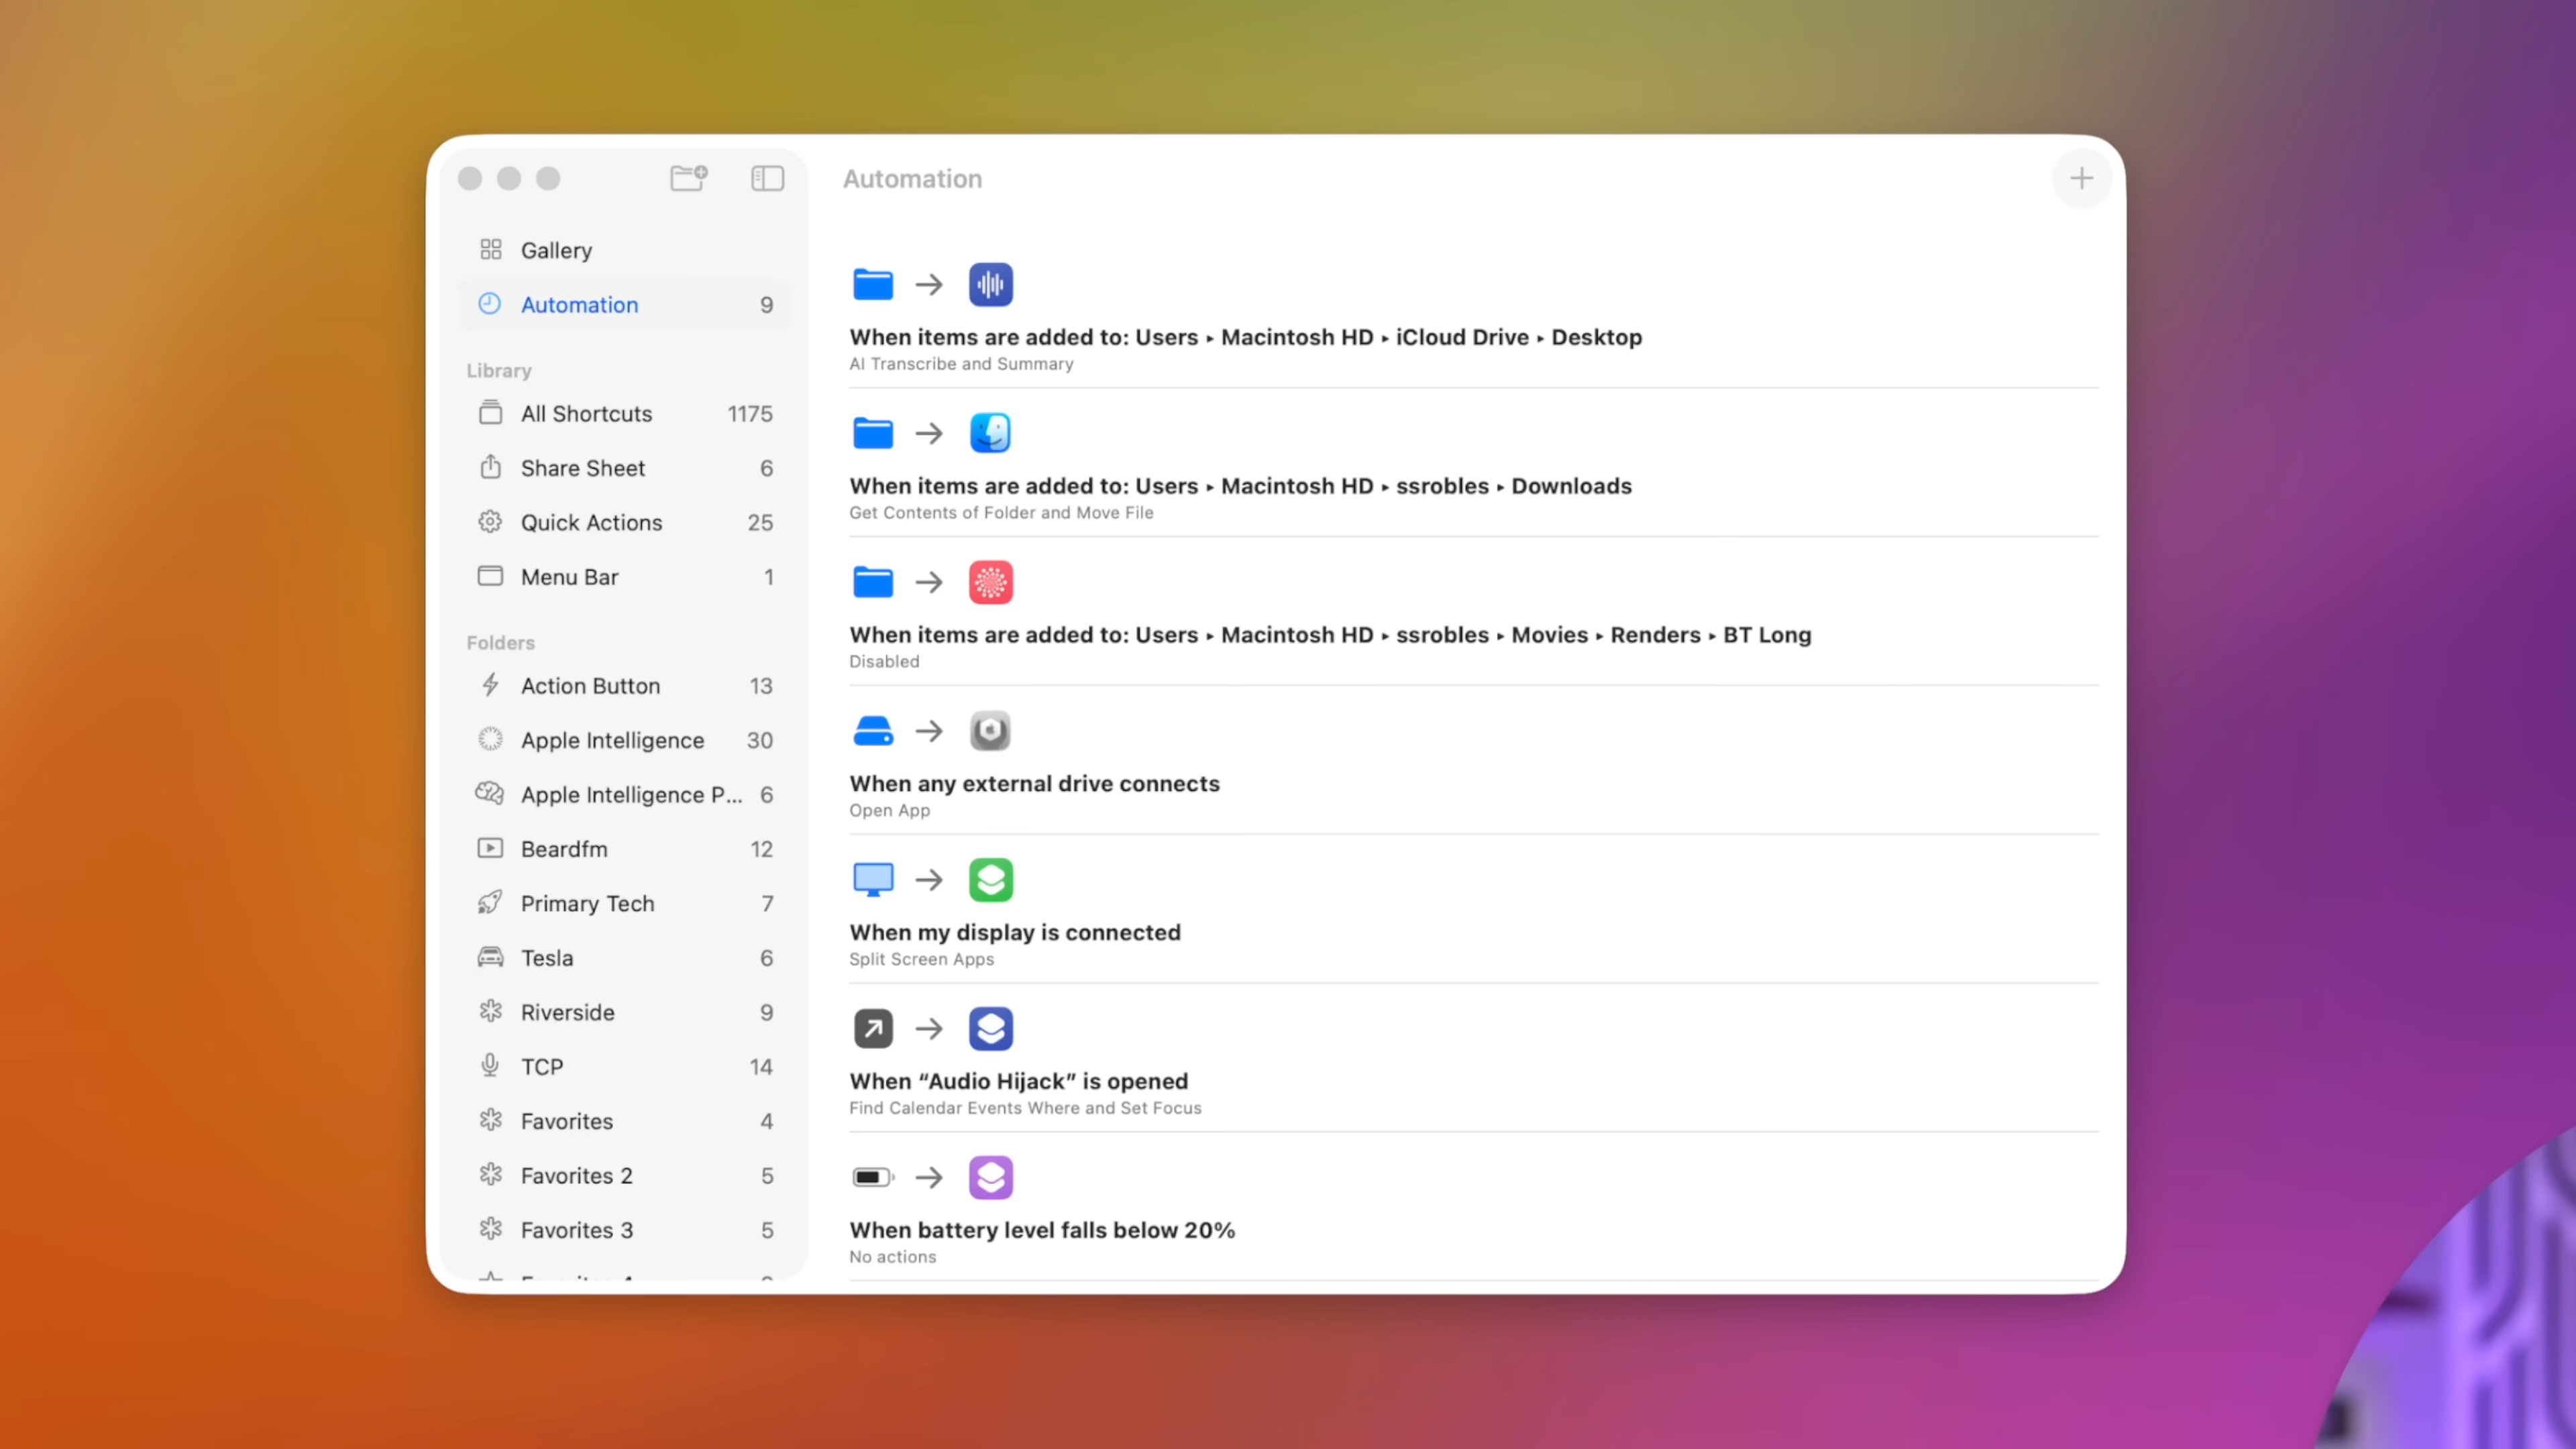 Automation
Gallery
Automation 9
Library
All Shortcuts 1175
Share Sheet 6
Quick Actions 25
Menu Bar 1
Folders
Action Button 13
Apple Intelligence 30
Apple Intelligence P... 6
Beardfm 12
Primary Tech 7
Tesla 6
Riverside 9
TCP 14
Favorites 4
Favorites 2 5
Favorites 3 5
When items are added to: Users ▸ Macintosh HD ▸ iCloud Drive ▸ Desktop
AI Transcribe and Summary
When items are added to: Users ▸ Macintosh HD ▸ ssrobles ▸ Downloads
Get Contents of Folder and Move File
When items are added to: Users ▸ Macintosh HD ▸ ssrobles ▸ Movies ▸ Renders ▸ BT Long
Disabled
When any external drive connects
Open App
When my display is connected
Split Screen Apps
When “Audio Hijack” is opened
Find Calendar Events Where and Set Focus
When battery level falls below 20%
No actions